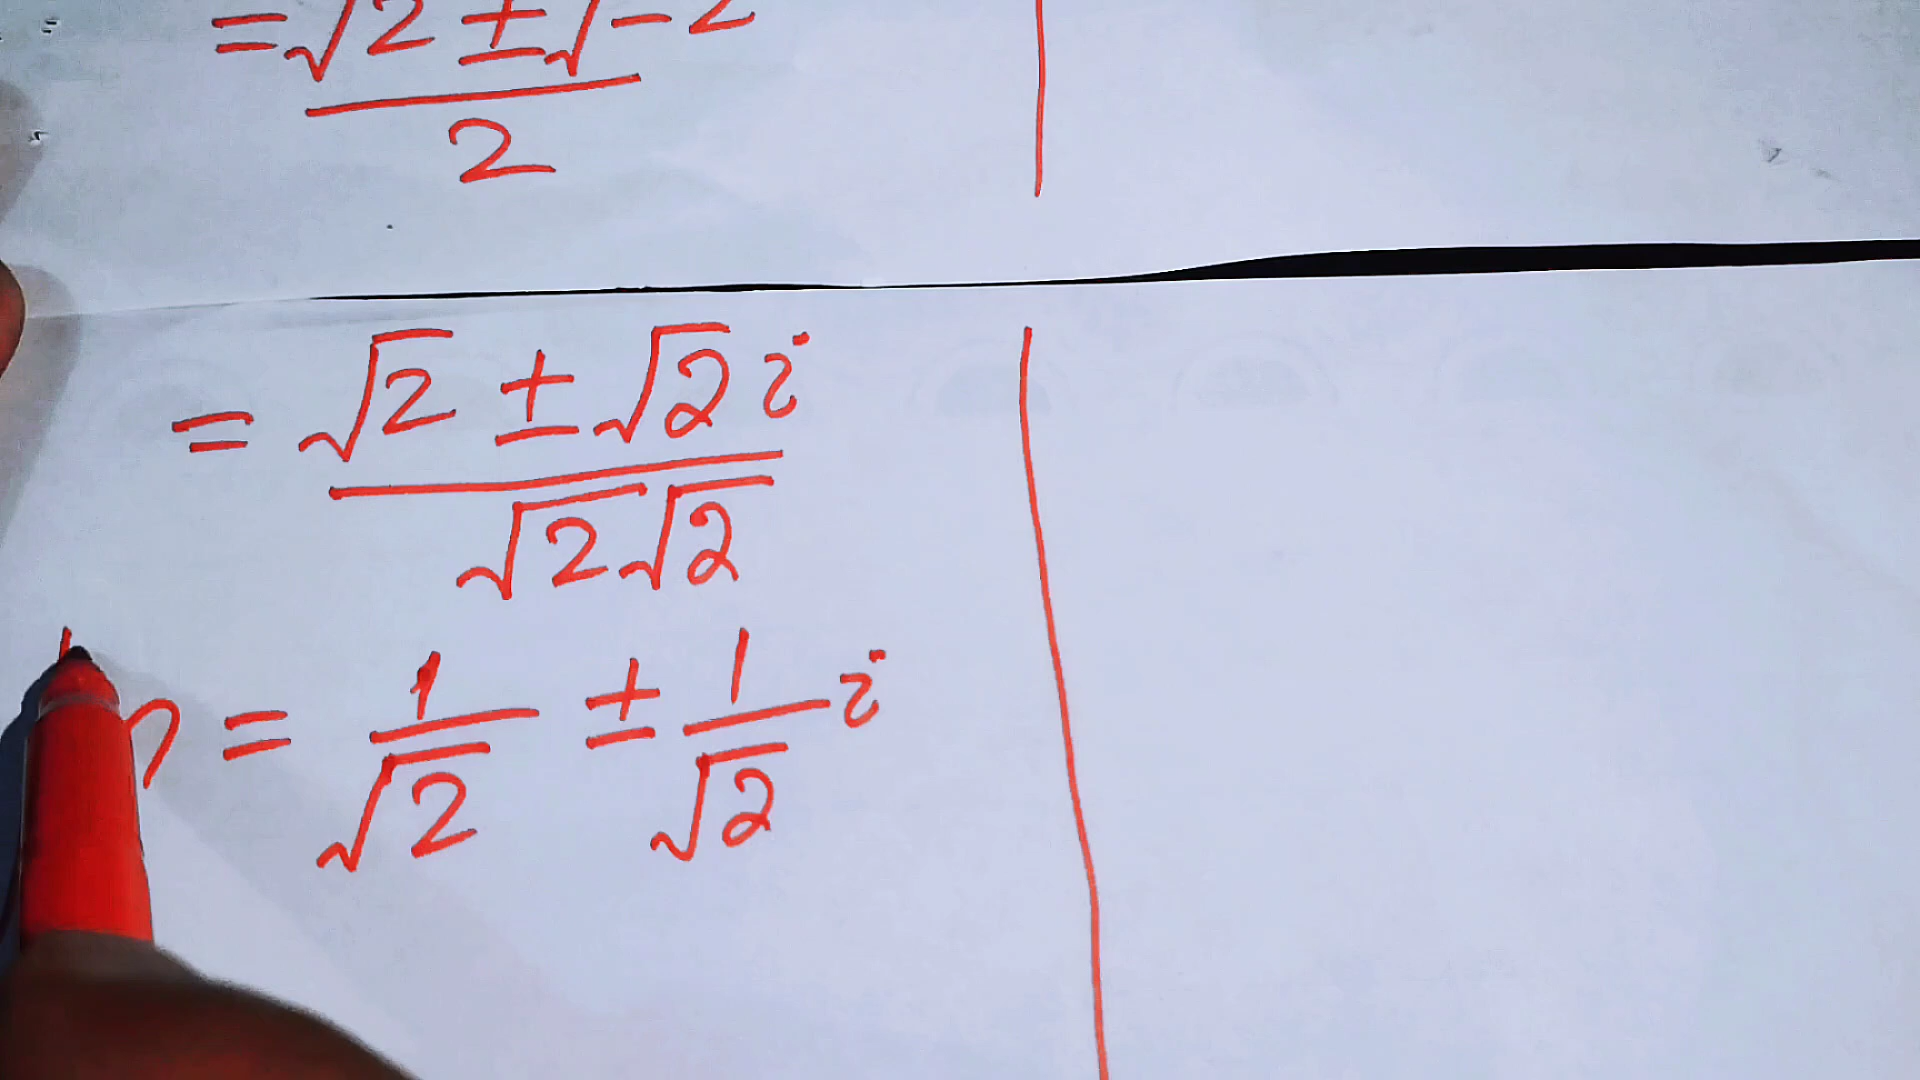 = (√2 ± √-2) / 2
= (√2 ± √2 i) / (√2 √2)
n = 1/√2 ± 1/√2 i